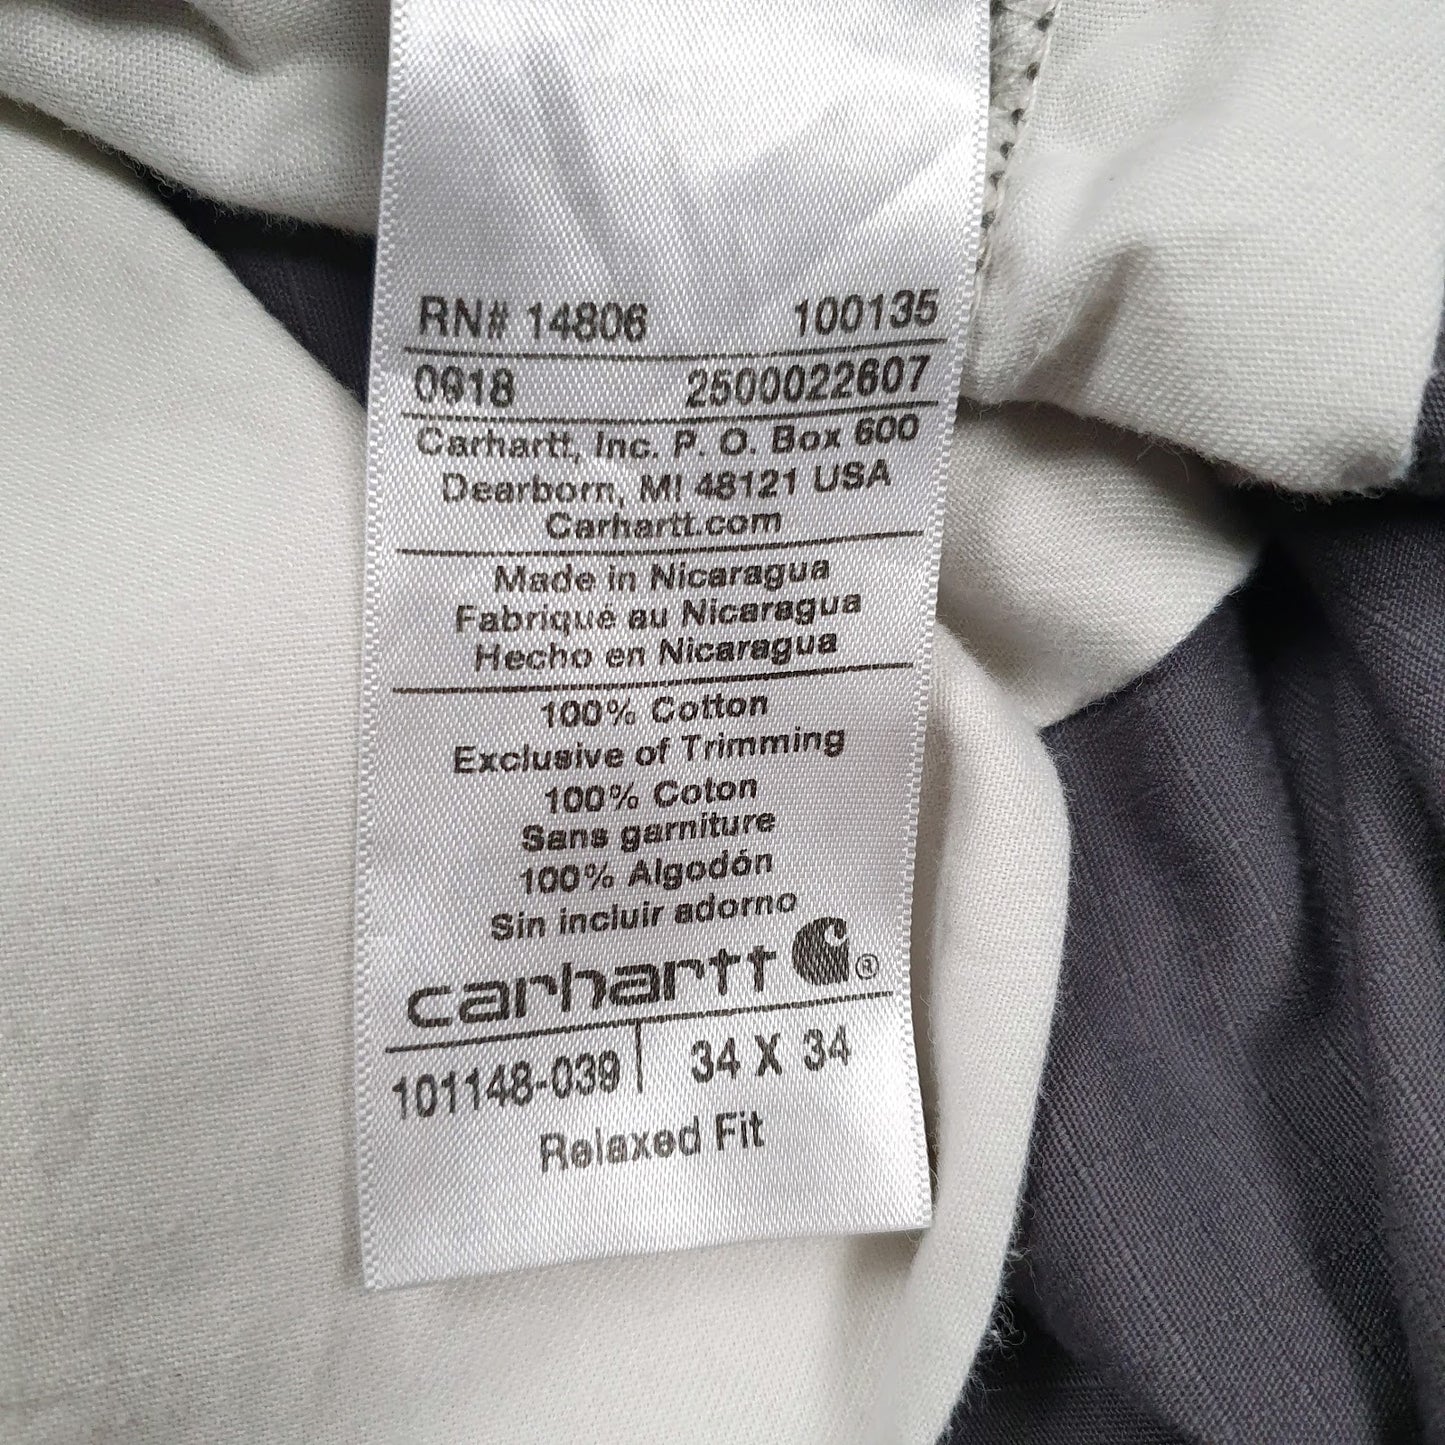 RN# 14806 100135
0918 2500022607
Carhartt, Inc. P. O. Box 600
Dearborn, MI 48121 USA
Carhartt.com
Made in Nicaragua
Fabriqué au Nicaragua
Hecho en Nicaragua
100% Cotton
Exclusive of Trimming
100% Coton
Sans garniture
100% Algodón
Sin incluir adorno
carhartt ®
101148-039 34 X 34
Relaxed Fit